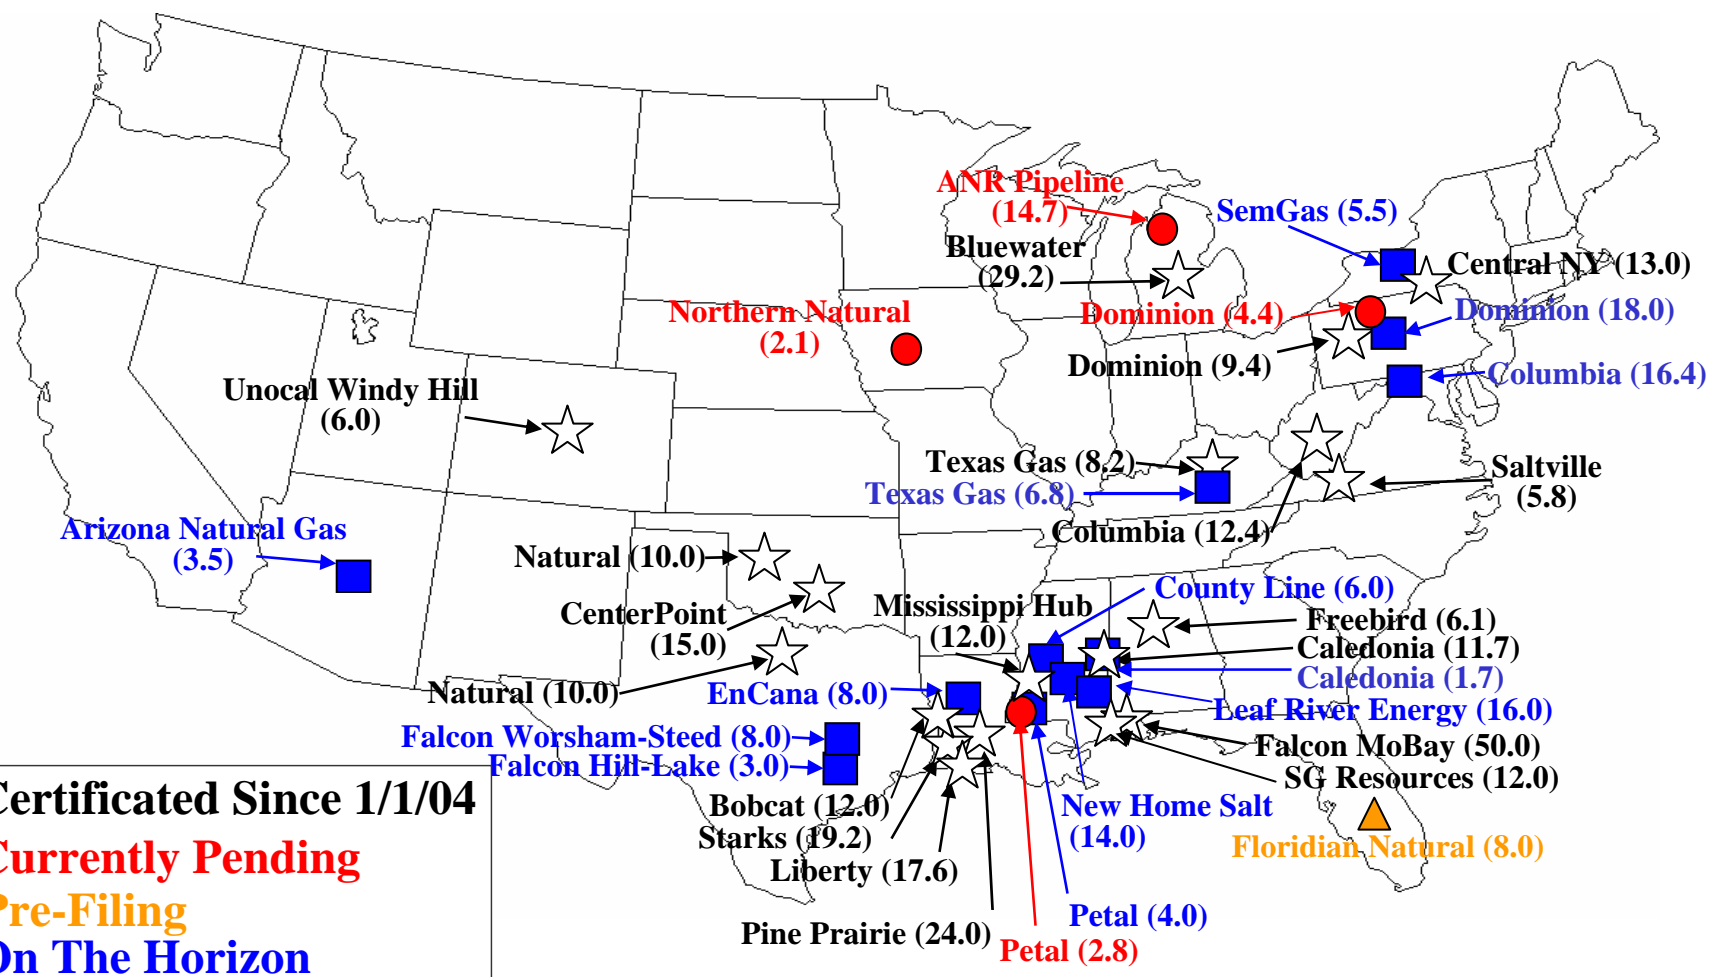 ANR Pipeline
(14.7)
SemGas (5.5)
Bluewater
(29.2)
Central NY (13.0)
Northern Natural
(2.1)
Dominion (4.4)
Dominion (18.0)
Dominion (9.4)
Columbia (16.4)
Unocal Windy Hill
(6.0)
Texas Gas (8.2)
Texas Gas (6.8)
Saltville
(5.8)
Columbia (12.4)
Arizona Natural Gas
(3.5)
Natural (10.0)
CenterPoint
(15.0)
Mississippi Hub
(12.0)
County Line (6.0)
Freebird (6.1)
Caledonia (11.7)
Caledonia (1.7)
Natural (10.0)
EnCana (8.0)
Leaf River Energy (16.0)
Falcon Worsham-Steed (8.0)
Falcon MoBay (50.0)
Falcon Hill-Lake (3.0)
SG Resources (12.0)
Bobcat (12.0)
New Home Salt
(14.0)
Starks (19.2)
Floridian Natural (8.0)
Liberty (17.6)
Petal (4.0)
Pine Prairie (24.0)
Petal (2.8)
Certificated Since 1/1/04
Currently Pending
Pre-Filing
On The Horizon